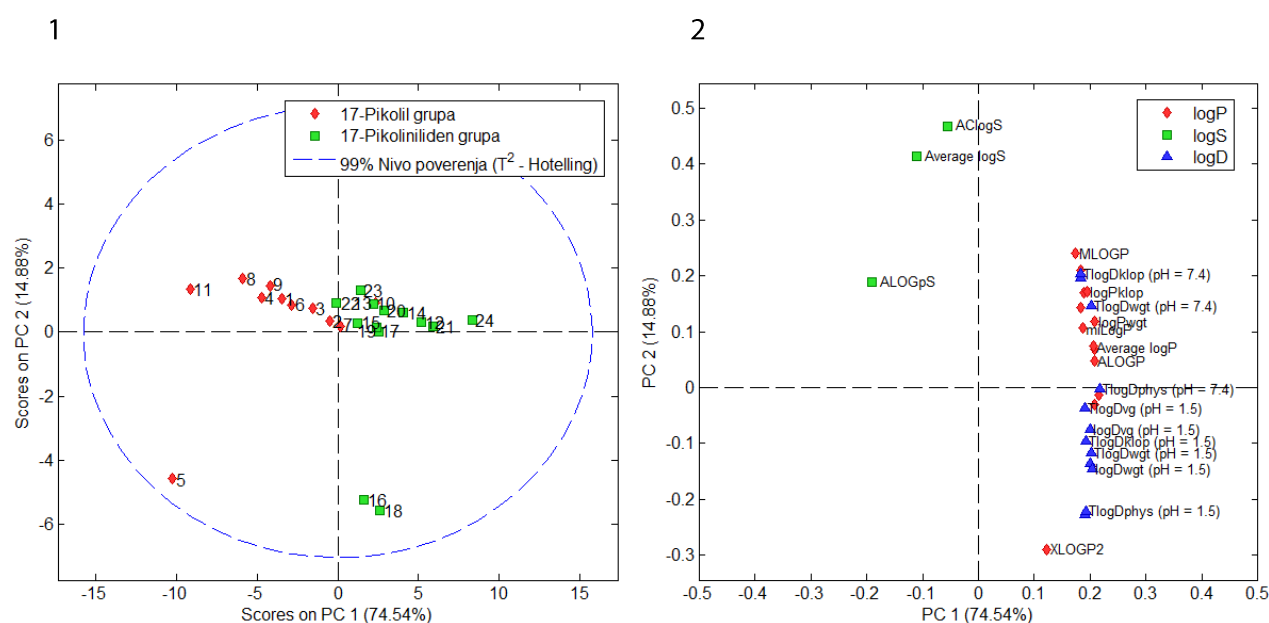 1
2
17-Pikolil grupa
17-Pikoliniliden grupa
99% Nivo poverenja (T² - Hotelling)
Scores on PC 2 (14.88%)
6
4
2
0
-2
-4
-6
-15
-10
-5
0
5
10
15
Scores on PC 1 (74.54%)
11
8
9
4
1
6
3
2
7
5
23
22
13
10
20
14
15
12
21
24
19
17
16
18
logP
logS
logD
PC 2 (14.88%)
0.5
0.4
0.3
0.2
0.1
0
-0.1
-0.2
-0.3
-0.5
-0.4
-0.3
-0.2
-0.1
0
0.1
0.2
0.3
0.4
0.5
PC 1 (74.54%)
AClogS
Average logS
ALOGpS
MLOGP
TlogDklop (pH = 7.4)
logPklop
TlogDwgt (pH = 7.4)
logPwgt
miLogP
Average logP
ALOGP
TlogDphys (pH = 7.4)
TlogDvg (pH = 1.5)
logDvg (pH = 1.5)
TlogDklop (pH = 1.5)
TlogDwgt (pH = 1.5)
logDwgt (pH = 1.5)
TlogDphys (pH = 1.5)
XLOGP2